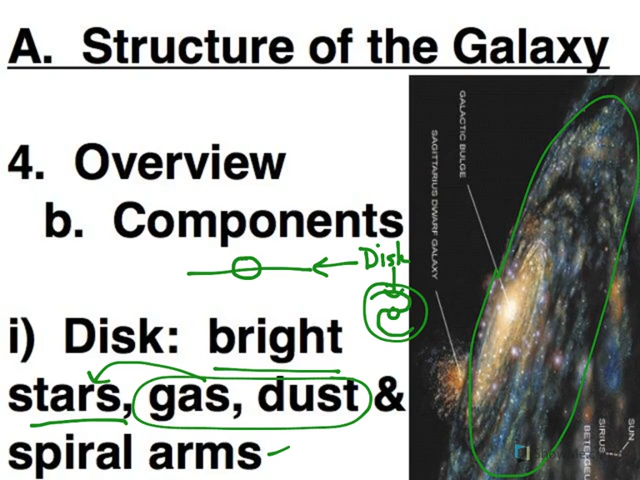 A. Structure of the Galaxy
4. Overview
b. Components
Disk
i) Disk: bright
stars, gas, dust &
spiral arms
GALACTIC BULGE
SAGITTARIUS DWARF GALAXY
SUN
SIRIUS